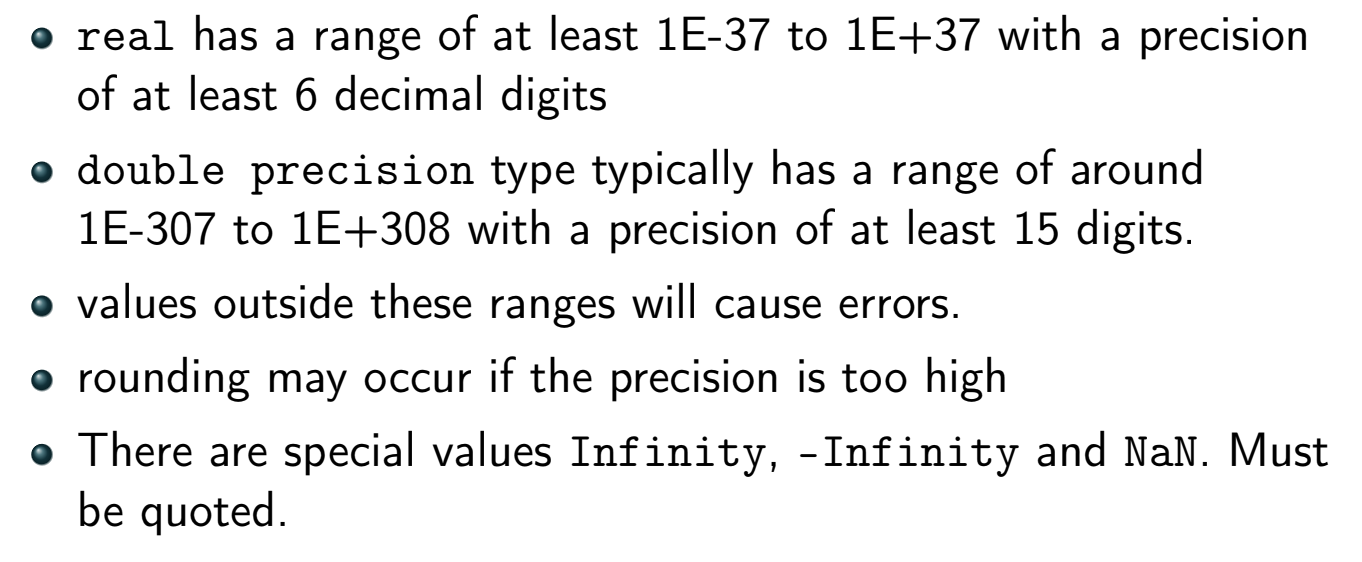 real has a range of at least 1E-37 to 1E+37 with a precision
of at least 6 decimal digits
double precision type typically has a range of around
1E-307 to 1E+308 with a precision of at least 15 digits.
values outside these ranges will cause errors.
rounding may occur if the precision is too high
There are special values Infinity, -Infinity and NaN. Must
be quoted.